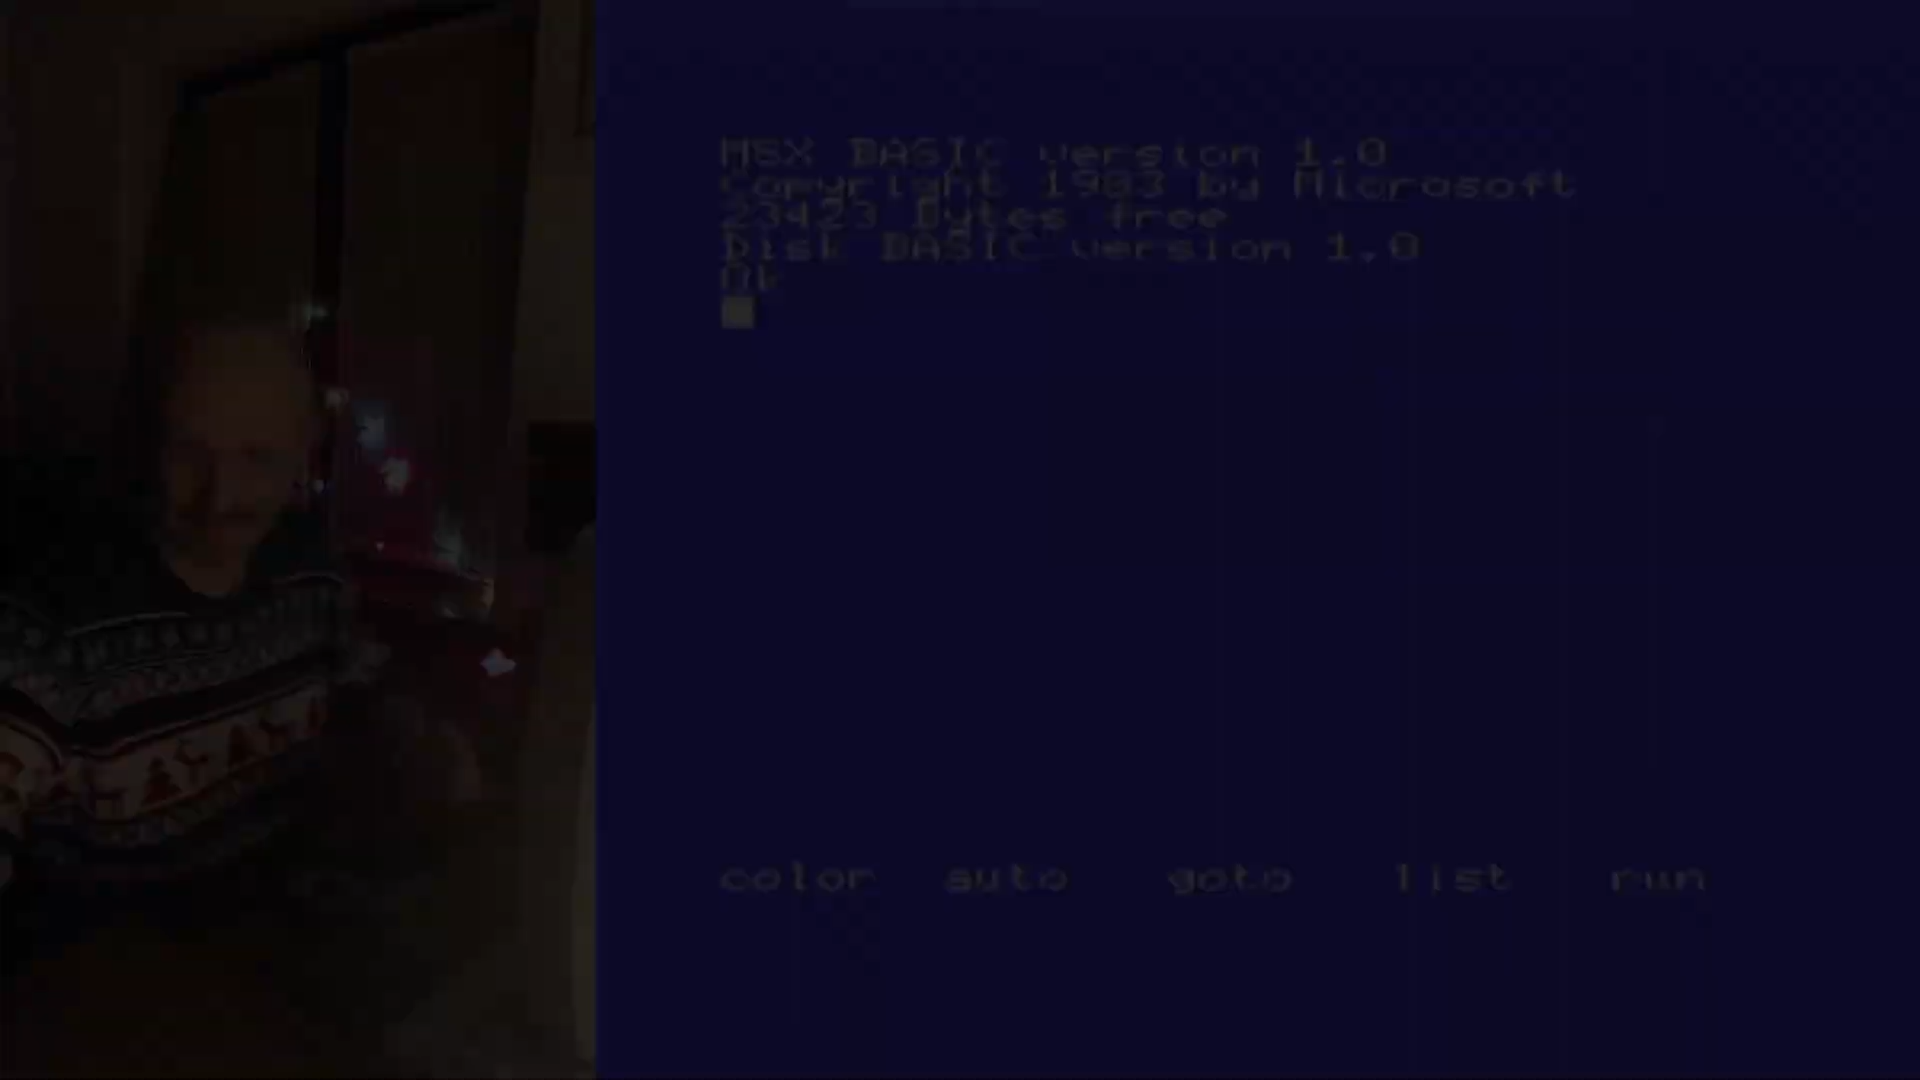 MSX BASIC version 1.0
Copyright 1983 by Microsoft
23423 Bytes free
Disk BASIC version 1.0
Ok
color auto goto list run